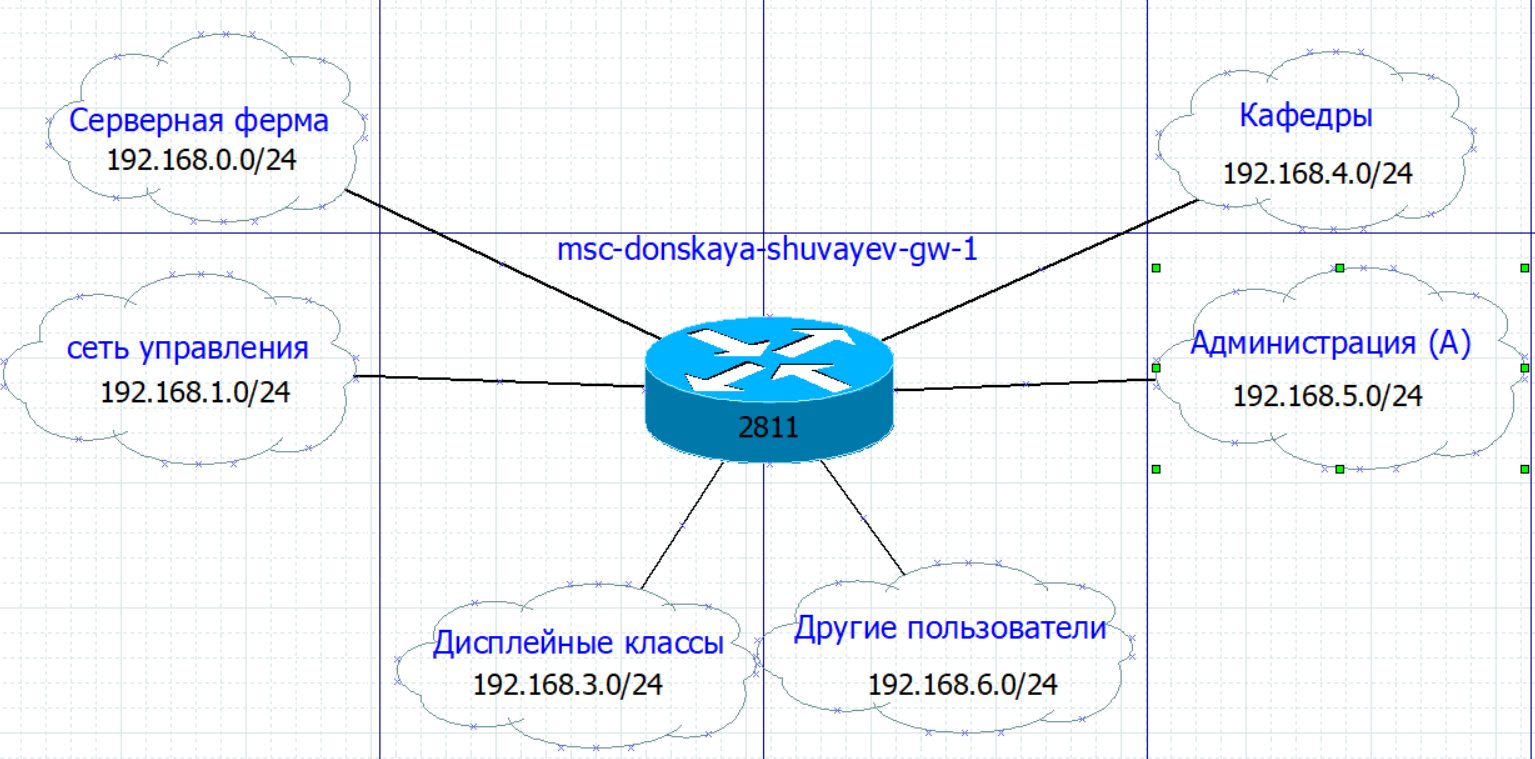 Серверная ферма
192.168.0.0/24
Кафедры
192.168.4.0/24
msc-donskaya-shuvayev-gw-1
сеть управления
192.168.1.0/24
2811
Администрация (А)
192.168.5.0/24
Дисплейные классы
192.168.3.0/24
Другие пользователи
192.168.6.0/24